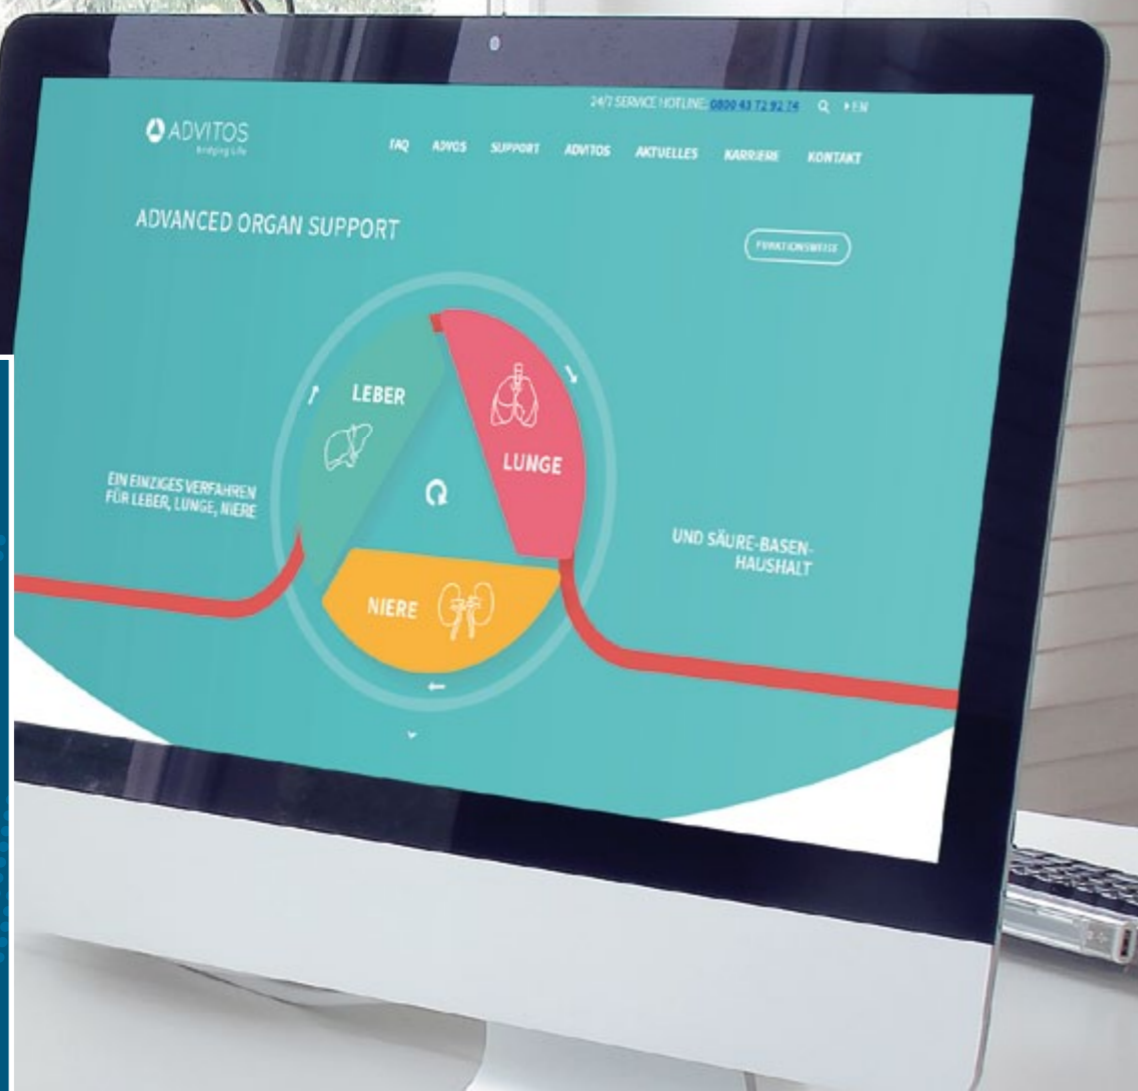 24/7 SERVICE HOTLINE: 0800 43 72 92 74 EN
ADVITOS
Bridging Life
FAQ ADVOS SUPPORT ADVITOS AKTUELLES KARRIERE KONTAKT
ADVANCED ORGAN SUPPORT
FUNKTIONSWEISE
LEBER
LUNGE
EIN EINZIGES VERFAHREN
FÜR LEBER, LUNGE, NIERE
UND SÄURE-BASEN-
HAUSHALT
NIERE